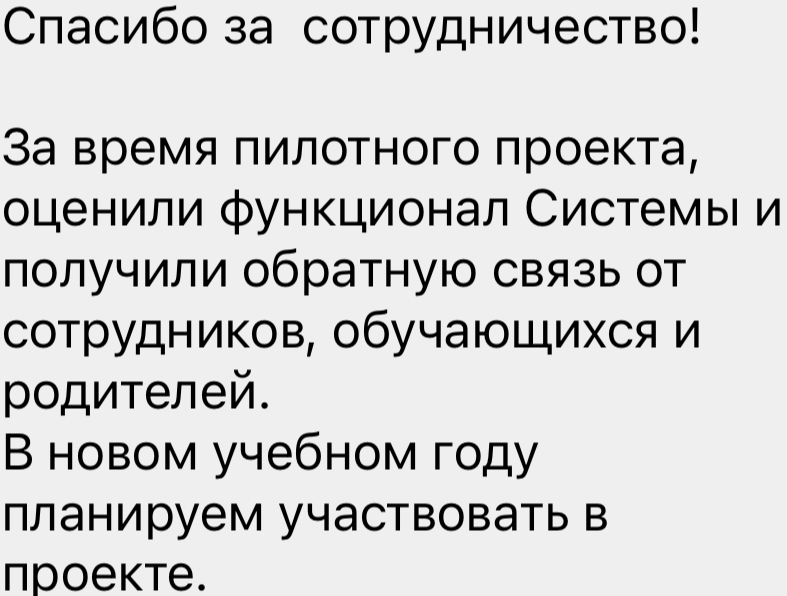 Спасибо за  сотрудничество!
За время пилотного проекта,
оценили функционал Системы и
получили обратную связь от
сотрудников, обучающихся и
родителей.
В новом учебном году
планируем участвовать в
проекте.